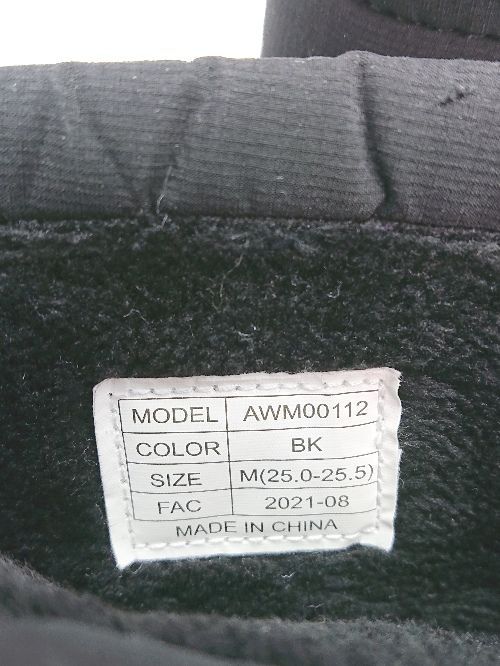 MODEL AWM00112
COLOR BK
SIZE M(25.0-25.5)
FAC 2021-08
MADE IN CHINA